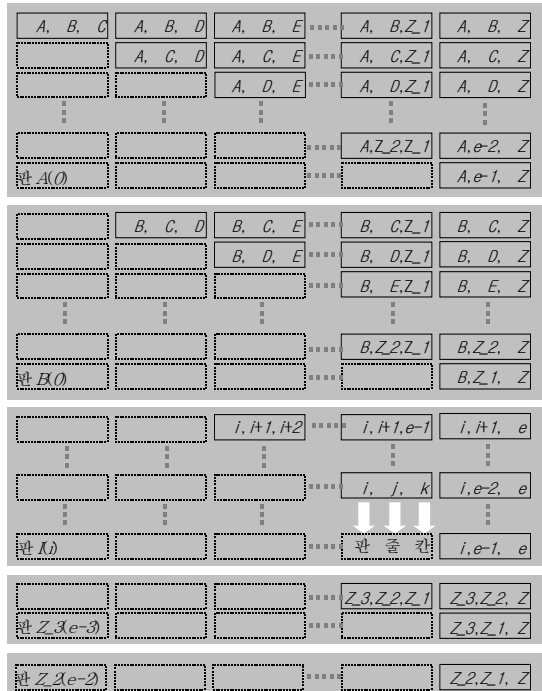 A, B, C A, B, D A, B, E A, B,Z_1 A, B, Z
A, C, D A, C, E A, C,Z_1 A, C, Z
A, D, E A, D,Z_1 A, D, Z
A,Z_2,Z_1 A,e-2, Z
판 A(0) A,e-1, Z
B, C, D B, C, E B, C,Z_1 B, C, Z
B, D, E B, D,Z_1 B, D, Z
B, E,Z_1 B, E, Z
B,Z_2,Z_1 B,Z_2, Z
판 B(0) B,Z_1, Z
i,i+1,i+2 i,i+1,e-1 i,i+1, e
i, j, k i,e-2, e
판 I(i) 판 줄 칸 i,e-1, e
Z_3,Z_2,Z_1 Z_3,Z_2, Z
판 Z_3(e-3) Z_3,Z_1, Z
판 Z_2(e-2) Z_2,Z_1, Z